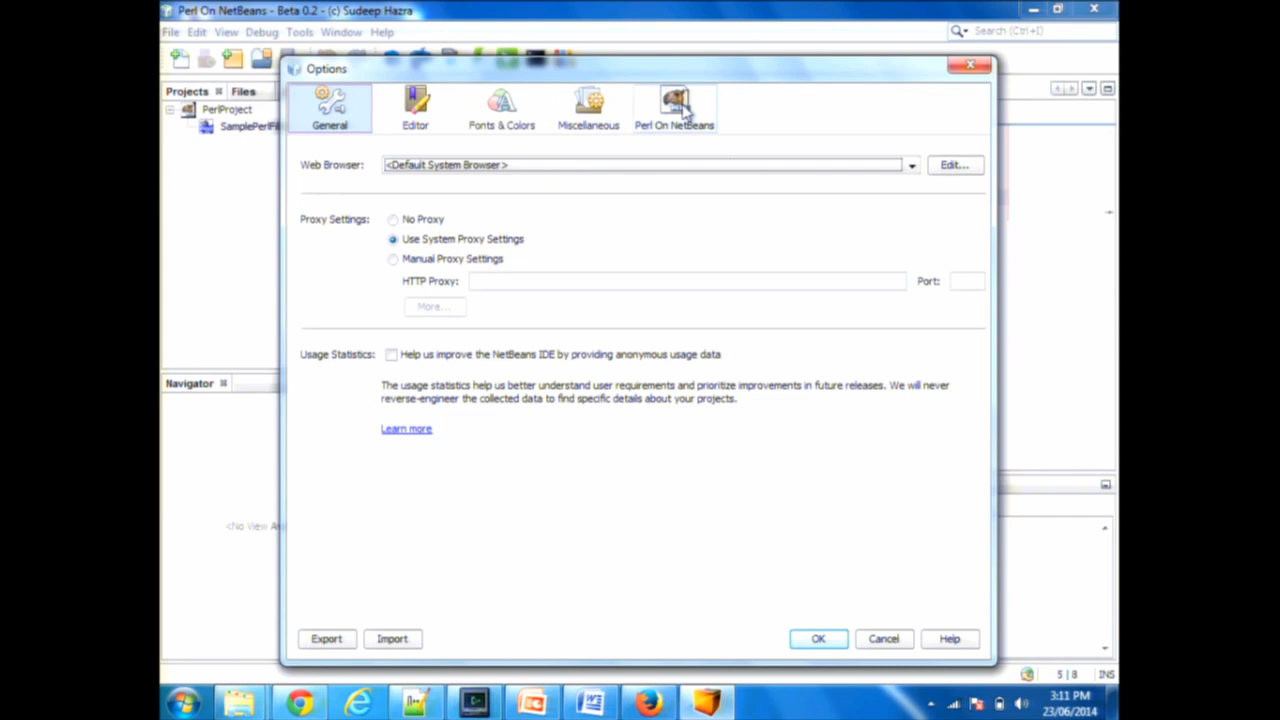 Perl On NetBeans - Beta 0.2 - (c) Sudeep Hazra
File Edit View Debug Tools Window Help
Search (Ctrl+I)
Options
Projects Files
PerlProject
General Editor Fonts & Colors Miscellaneous Perl On NetBeans
Web Browser: <Default System Browser> Edit...
Proxy Settings: No Proxy
Use System Proxy Settings
Manual Proxy Settings
HTTP Proxy: Port:
More...
Usage Statistics: Help us improve the NetBeans IDE by providing anonymous usage data
Navigator
The usage statistics help us better understand user requirements and prioritize improvements in future releases. We will never
reverse-engineer the collected data to find specific details about your projects.
Learn more
<No View
Export Import OK Cancel Help
5|8 INS
3:11 PM
23/06/2014